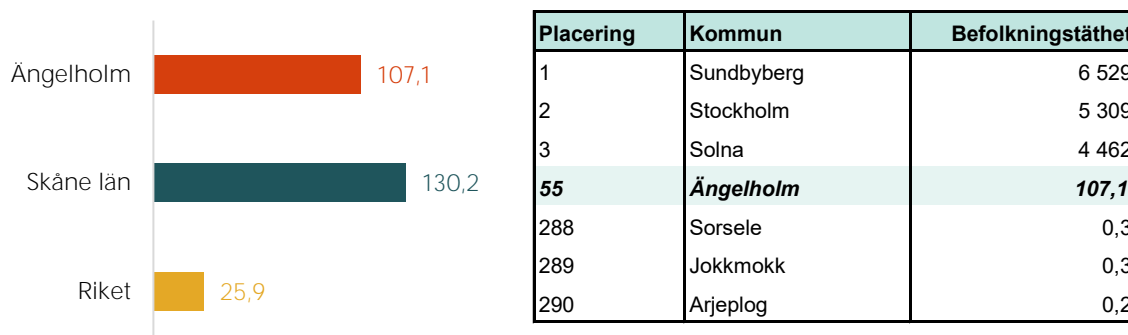 Ängelholm 107,1
Skåne län 130,2
Riket 25,9
Placering Kommun Befolkningstäthet
1 Sundbyberg 6 529
2 Stockholm 5 309
3 Solna 4 462
55 Ängelholm 107,1
288 Sorsele 0,3
289 Jokkmokk 0,3
290 Arjeplog 0,2